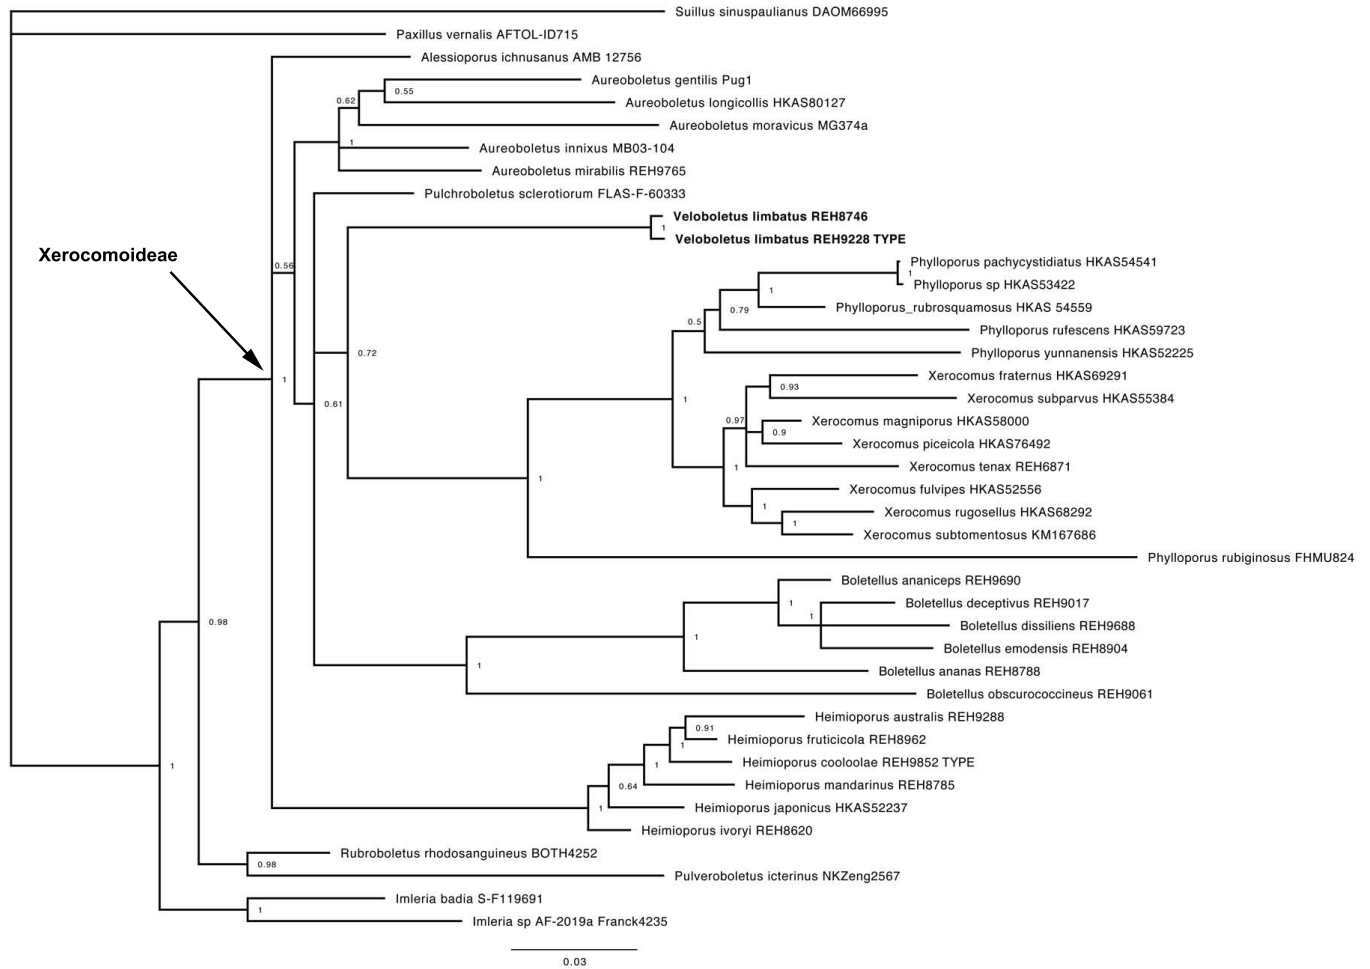 Suillus sinuspaulianus DAOM66995
Paxillus vernalis AFTOL-ID715
Alessioporus ichnusanus AMB 12756
Aureoboletus gentilis Pug1
0.55
0.62
Aureoboletus longicollis HKAS80127
Aureoboletus moravicus MG374a
1
Aureoboletus innixus MB03-104
Aureoboletus mirabilis REH9765
Pulchroboletus sclerotiorum FLAS-F-60333
Veloboletus limbatus REH8746
1
Veloboletus limbatus REH9228 TYPE
Xerocomoideae
0.56
Phylloporus pachycystidiatus HKAS54541
1
Phylloporus sp HKAS53422
1
Phylloporus_rubrosquamosus HKAS 54559
0.79
0.5
Phylloporus rufescens HKAS59723
0.72
Phylloporus yunnanensis HKAS52225
1
Xerocomus fraternus HKAS69291
0.93
Xerocomus subparvus HKAS55384
0.61
1
0.97
Xerocomus magniporus HKAS58000
0.9
Xerocomus piceicola HKAS76492
1
Xerocomus tenax REH6871
1
Xerocomus fulvipes HKAS52556
1
Xerocomus rugosellus HKAS68292
1
Xerocomus subtomentosus KM167686
Phylloporus rubiginosus FHMU824
Boletellus ananiceps REH9690
1
Boletellus deceptivus REH9017
1
0.98
Boletellus dissiliens REH9688
1
Boletellus emodensis REH8904
1
Boletellus ananas REH8788
Boletellus obscurococcineus REH9061
Heimioporus australis REH9288
0.91
Heimioporus fruticicola REH8962
1
1
1
Heimioporus cooloolae REH9852 TYPE
0.64
Heimioporus mandarinus REH8785
1
Heimioporus japonicus HKAS52237
Heimioporus ivoryi REH8620
Rubroboletus rhodosanguineus BOTH4252
0.98
Pulveroboletus icterinus NKZeng2567
Imleria badia S-F119691
1
Imleria sp AF-2019a Franck4235
0.03